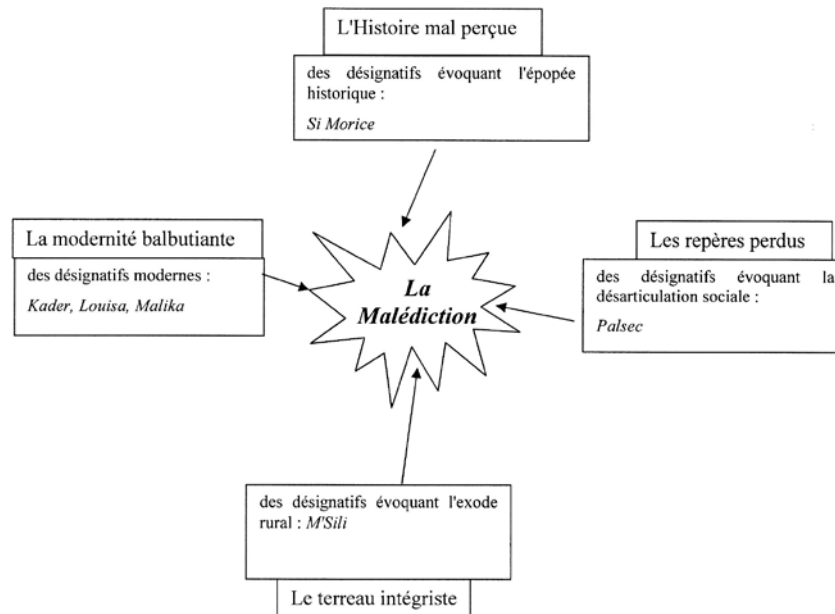 L'Histoire mal perçue
des désignatifs évoquant l'épopée
historique :
Si Morice
La modernité balbutiante
des désignatifs modernes :
Kader, Louisa, Malika
La
Malédiction
Les repères perdus
des désignatifs évoquant la
désarticulation sociale :
Palsec
des désignatifs évoquant l'exode
rural : M'Sili
Le terreau intégriste